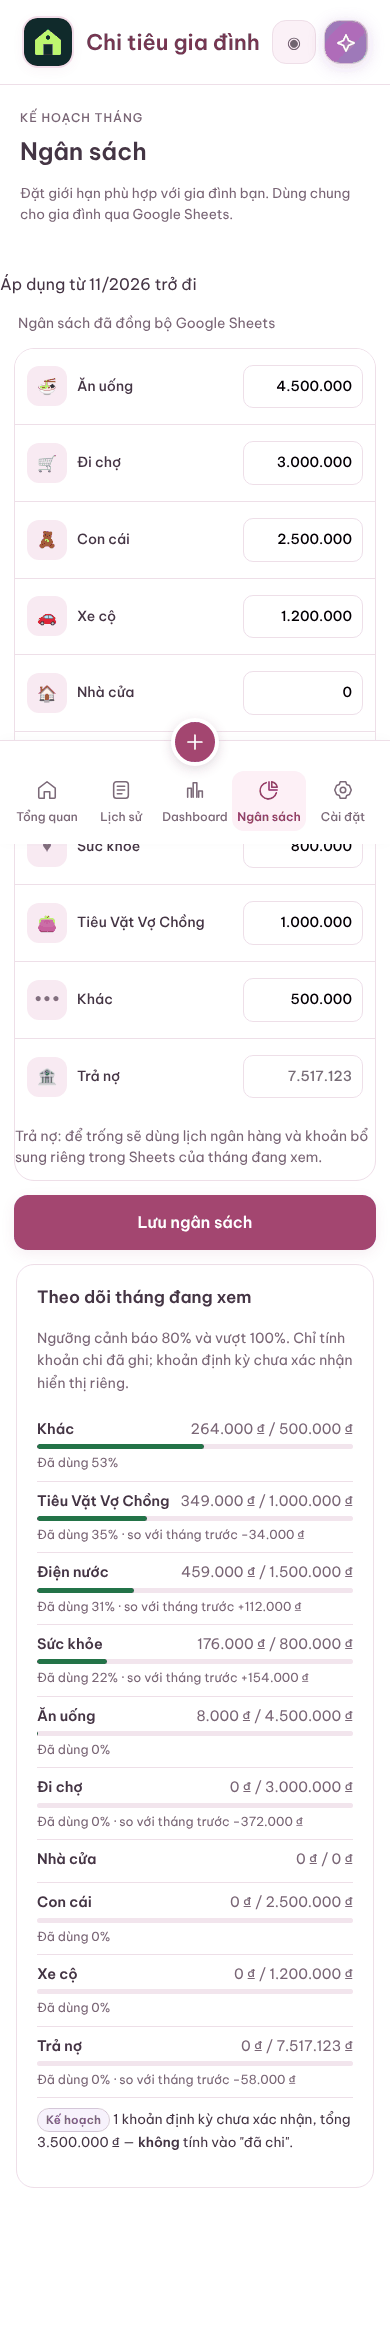 Chi tiêu gia đình
KẾ HOẠCH THÁNG
Ngân sách
Đặt giới hạn phù hợp với gia đình bạn. Dùng chung
cho gia đình qua Google Sheets.
Áp dụng từ 11/2026 trở đi
Ngân sách đã đồng bộ Google Sheets
Ăn uống 4.500.000
Đi chợ 3.000.000
Con cái 2.500.000
Xe cộ 1.200.000
Nhà cửa 0
Tổng quan Lịch sử Dashboard Ngân sách Cài đặt
Sức khỏe 800.000
Tiêu Vặt Vợ Chồng 1.000.000
Khác 500.000
Trả nợ 7.517.123
Trả nợ: để trống sẽ dùng lịch ngân hàng và khoản bổ
sung riêng trong Sheets của tháng đang xem.
Lưu ngân sách
Theo dõi tháng đang xem
Ngưỡng cảnh báo 80% và vượt 100%. Chỉ tính
khoản chi đã ghi; khoản định kỳ chưa xác nhận
hiển thị riêng.
Khác 264.000 ₫ / 500.000 ₫
Đã dùng 53%
Tiêu Vặt Vợ Chồng 349.000 ₫ / 1.000.000 ₫
Đã dùng 35% · so với tháng trước −34.000 ₫
Điện nước 459.000 ₫ / 1.500.000 ₫
Đã dùng 31% · so với tháng trước +112.000 ₫
Sức khỏe 176.000 ₫ / 800.000 ₫
Đã dùng 22% · so với tháng trước +154.000 ₫
Ăn uống 8.000 ₫ / 4.500.000 ₫
Đã dùng 0%
Đi chợ 0 ₫ / 3.000.000 ₫
Đã dùng 0% · so với tháng trước −372.000 ₫
Nhà cửa 0 ₫ / 0 ₫
Con cái 0 ₫ / 2.500.000 ₫
Đã dùng 0%
Xe cộ 0 ₫ / 1.200.000 ₫
Đã dùng 0%
Trả nợ 0 ₫ / 7.517.123 ₫
Đã dùng 0% · so với tháng trước −58.000 ₫
Kế hoạch 1 khoản định kỳ chưa xác nhận, tổng
3.500.000 ₫ — không tính vào "đã chi".